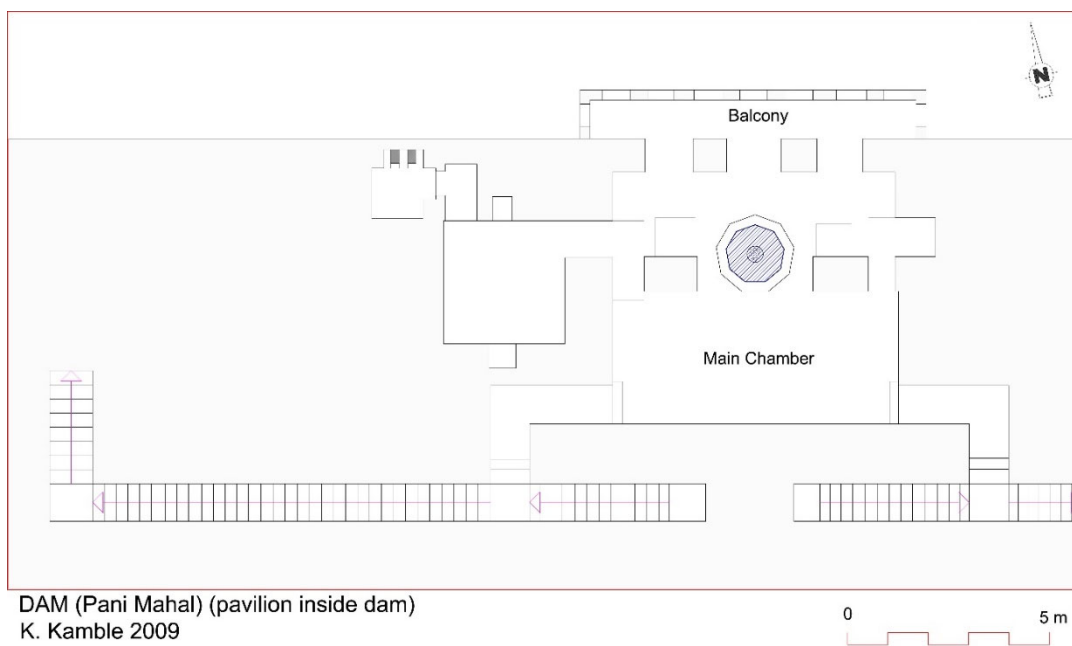 N
Balcony
Main Chamber
DAM (Pani Mahal) (pavilion inside dam)
K. Kamble 2009
0 5 m